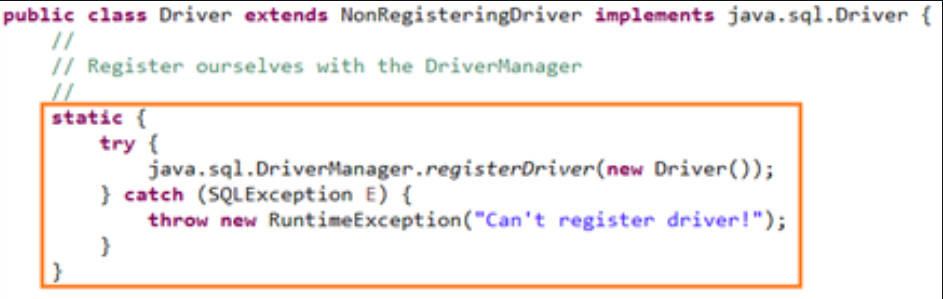 public class Driver extends NonRegisteringDriver implements java.sql.Driver {
//
// Register ourselves with the DriverManager
//
static {
try {
java.sql.DriverManager.registerDriver(new Driver());
} catch (SQLException E) {
throw new RuntimeException("Can't register driver!");
}
}